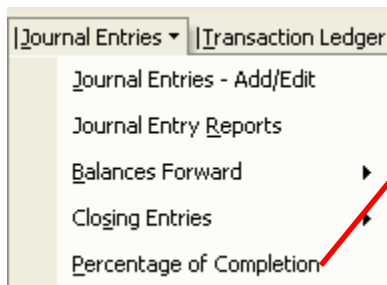 |Journal Entries ▾ |Transaction Ledger
Journal Entries - Add/Edit
Journal Entry Reports
Balances Forward
Closing Entries
Percentage of Completion